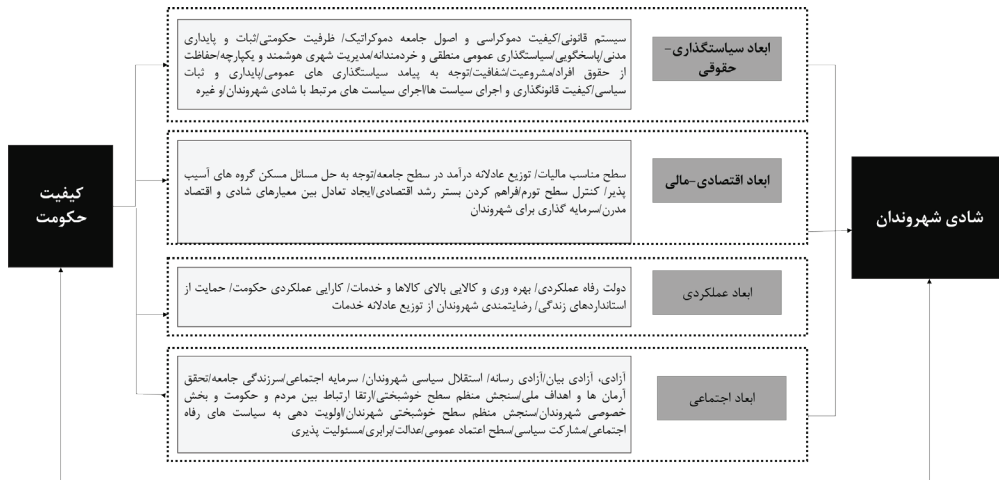 ابعاد سیاستگذاری-
حقوقی
سیستم قانونی/کیفیت دموکراسی و اصول جامعه دموکراتیک/ ظرفیت حکومتی/ثبات و پایداری
مدنی/پاسخگویی/سیاستگذاری عمومی منطقی و خردمندانه/مدیریت شهری هوشمند و یکپارچه/حفاظت
از حقوق افراد/مشروعیت/شفافیت/توجه به پیامد سیاستگذاری های عمومی/پایداری و ثبات
سیاسی/کیفیت قانونگذاری و اجرای سیاست ها/اجرای سیاست های مرتبط با شادی شهروندان/و غیره
شادی شهروندان
کیفیت
حکومت
ابعاد اقتصادی-مالی
سطح مناسب مالیات/ توزیع عادلانه درآمد در سطح جامعه/توجه به حل مسائل مسکن گروه های آسیب
پذیر/ کنترل سطح تورم/فراهم کردن بستر رشد اقتصادی/ایجاد تعادل بین معیارهای شادی و اقتصاد
مدرن/سرمایه گذاری برای شهروندان
ابعاد عملکردی
دولت رفاه عملکردی/ بهره وری و کالایی بالای کالاها و خدمات/ کارایی عملکردی حکومت/ حمایت از
استانداردهای زندگی/ رضایتمندی شهروندان از توزیع عادلانه خدمات
ابعاد اجتماعی
آزادی، آزادی بیان/آزادی رسانه/ استقلال سیاسی شهروندان/ سرمایه اجتماعی/سرزندگی جامعه/تحقق
آرمان ها و اهداف ملی/سنجش منظم سطح خوشبختی/ارتقا ارتباط بین مردم و حکومت و بخش
خصوصی شهروندان/سنجش منظم سطح خوشبختی شهرندان/اولویت دهی به سیاست های رفاه
اجتماعی/مشارکت سیاسی/سطح اعتماد عمومی/عدالت/برابری/مسئولیت پذیری